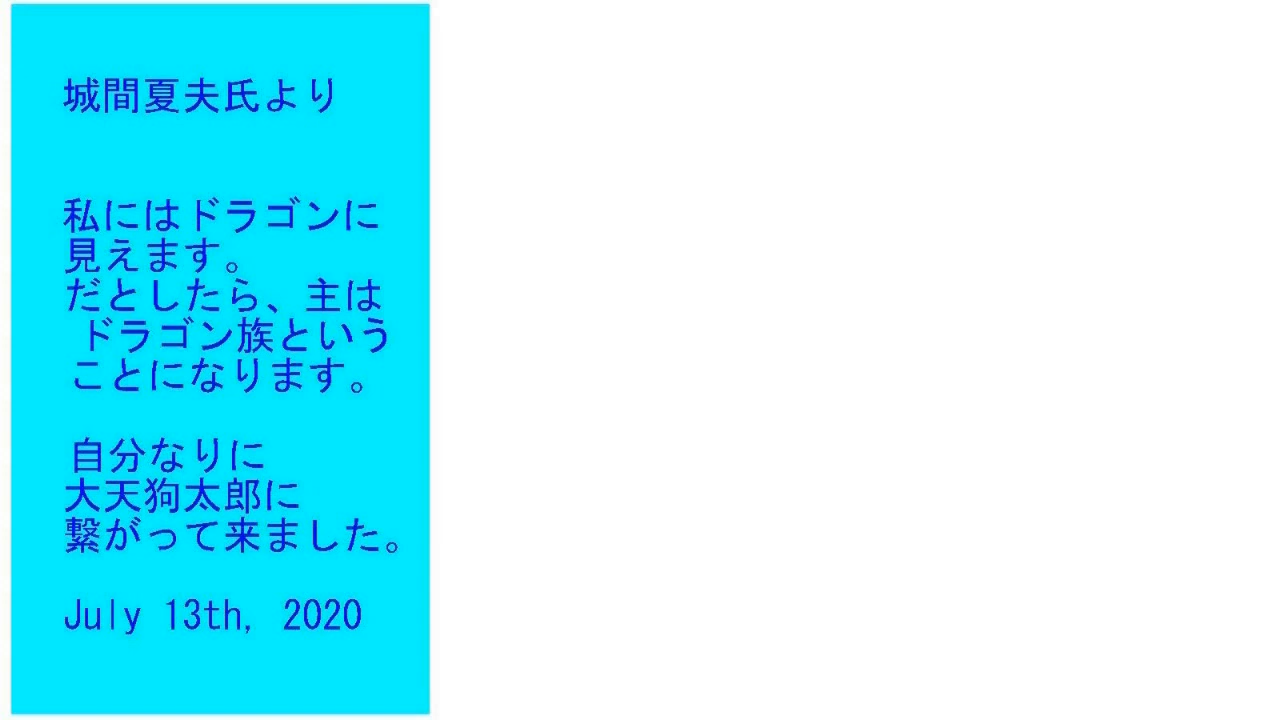 城間夏夫氏より
私にはドラゴンに
見えます。
だとしたら、主は
ドラゴン族という
ことになります。
自分なりに
大天狗太郎に
繋がって来ました。
July 13th, 2020